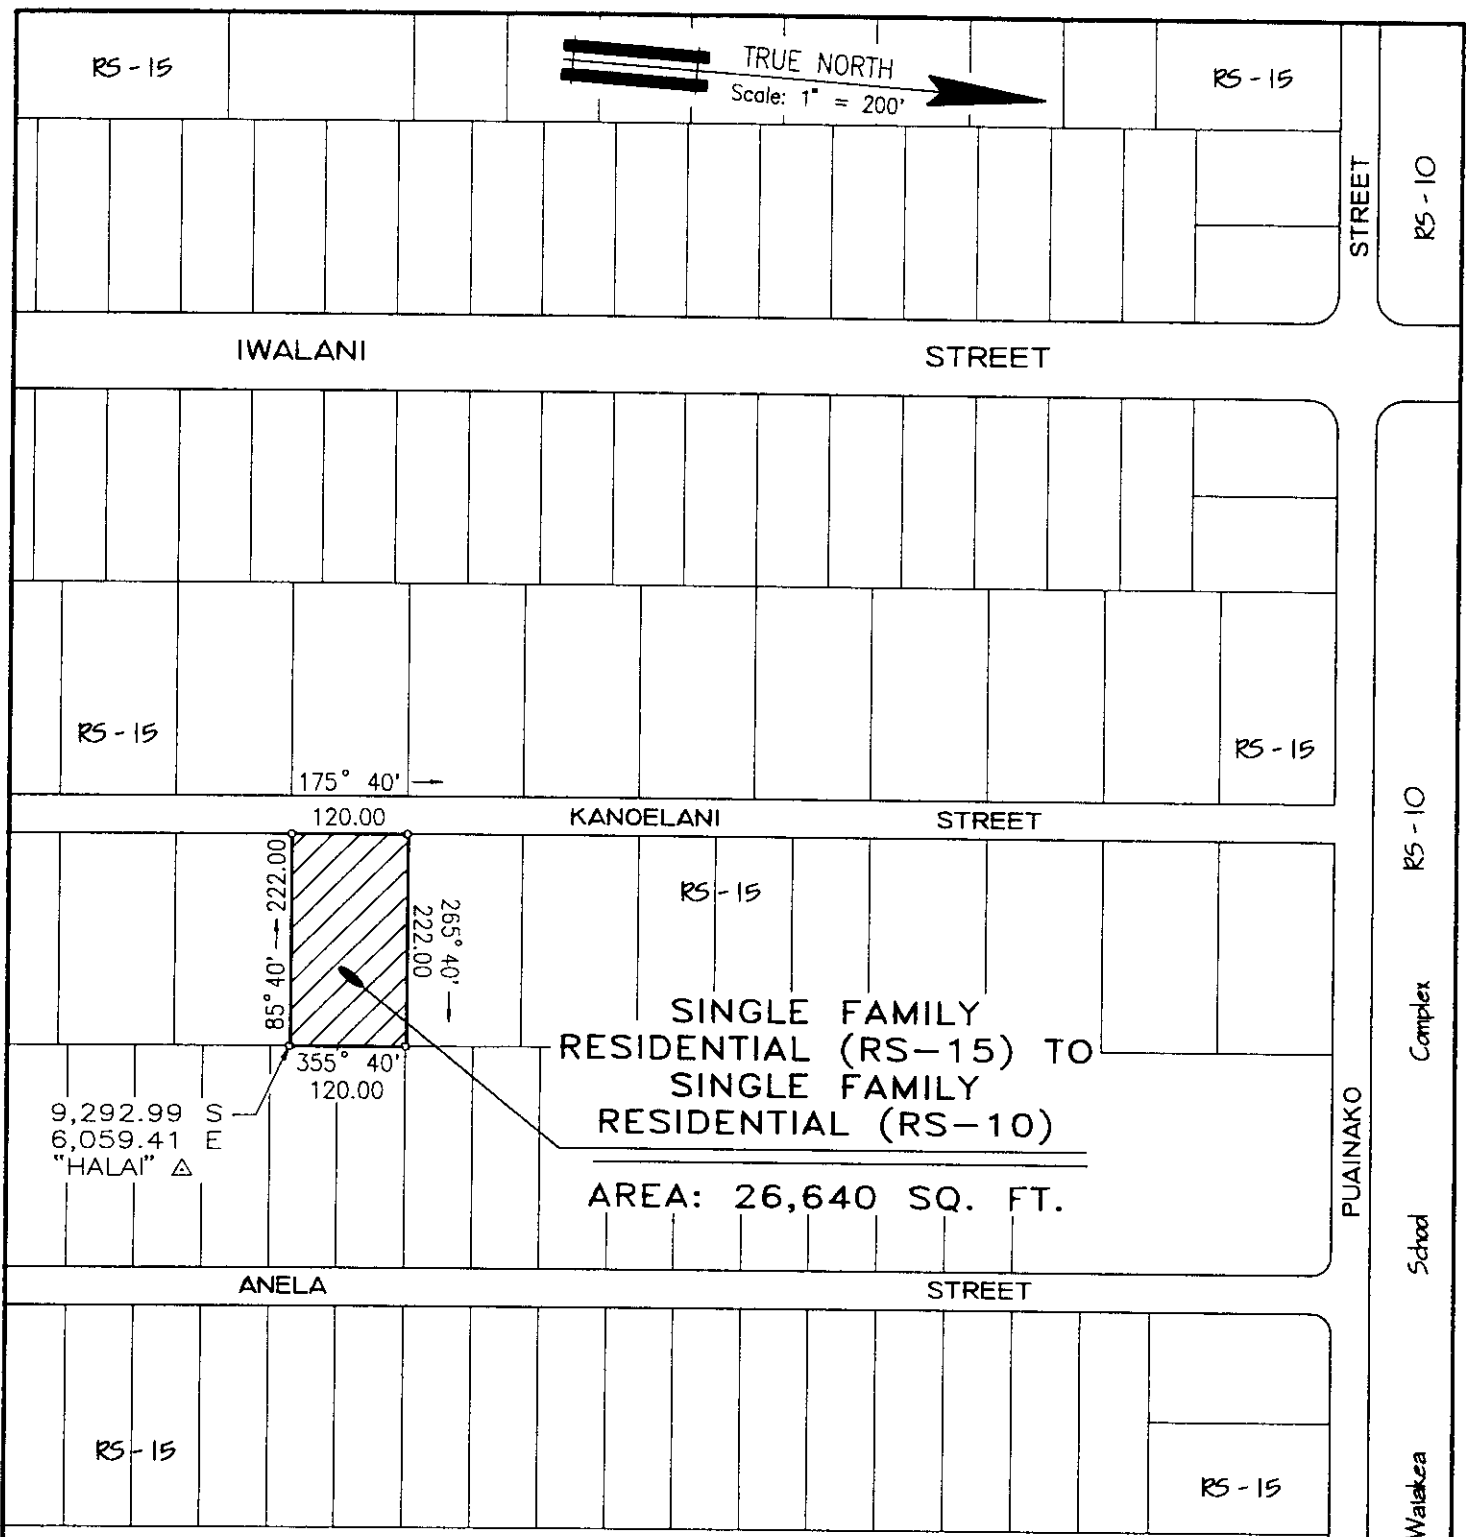 RS-15
TRUE NORTH
Scale: 1" = 200'
RS-15
STREET
RS-10
IWALANI STREET
RS-15
RS-15
175° 40'
120.00
KANOELANI STREET
RS-10
85° 40' 222.00
265° 40'
222.00
RS-15
355° 40'
120.00
SINGLE FAMILY
RESIDENTIAL (RS-15) TO
SINGLE FAMILY
RESIDENTIAL (RS-10)
AREA: 26,640 SQ. FT.
9,292.99 S
6,059.41 E
"HALAI"
PUAINAKO
Complex
School
Waiakea
ANELA STREET
RS-15
RS-15